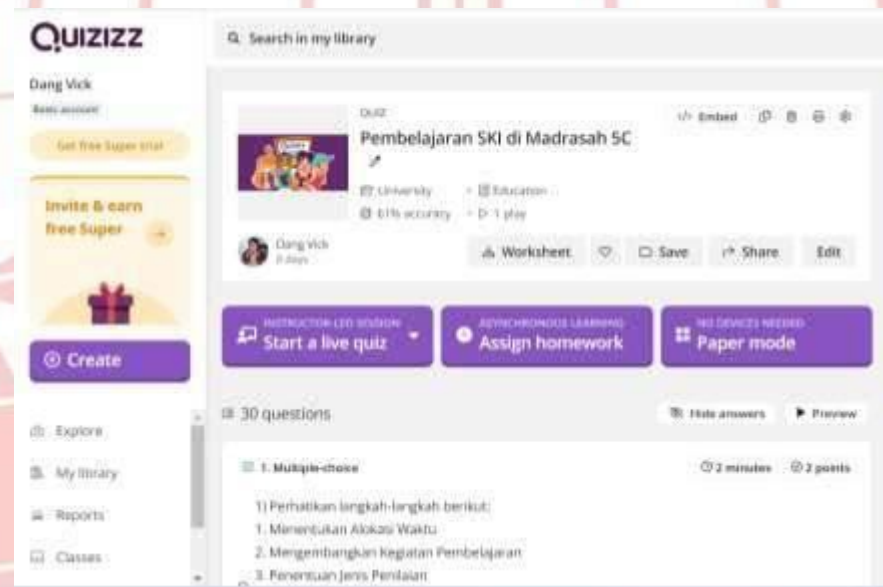 QUIZIZZ
Search in my library
Dang Vick
Basic account
Get free Super trial
Invite & earn
free Super
Create
Explore
My library
Reports
Classes
QUIZ
Pembelajaran SKI di Madrasah 5C
</> Embed
University
Education
61% accuracy
1 play
Dang Vick
days
Worksheet
Save
Share
Edit
INSTRUCTOR-LED SESSION
Start a live quiz
ASYNCHRONOUS LEARNING
Assign homework
NO DEVICES NEEDED
Paper mode
30 questions
Hide answers
Preview
1. Multiple-choice
2 minutes
2 points
1) Perhatikan langkah-langkah berikut:
1. Menentukan Alokasi Waktu
2. Mengembangkan Kegiatan Pembelajaran
3. Penentuan Jenis Penilaian